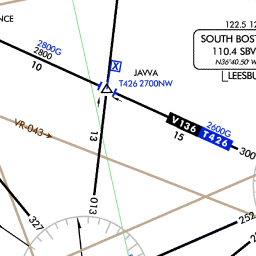 NCE
122.5 12
SOUTH BOST
110.4 SBV
N36°40.50' W
LEESBU
2800G
2800
10
X
JAVVA
T426 2700NW
VR-043→
13
V136
T426
2600G
15
300
013
327
252